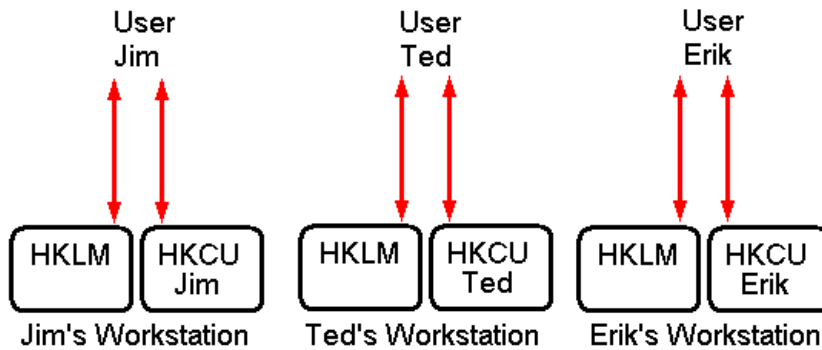 User
Jim
User
Ted
User
Erik
HKLM
HKCU
Jim
HKLM
HKCU
Ted
HKLM
HKCU
Erik
Jim's Workstation
Ted's Workstation
Erik's Workstation